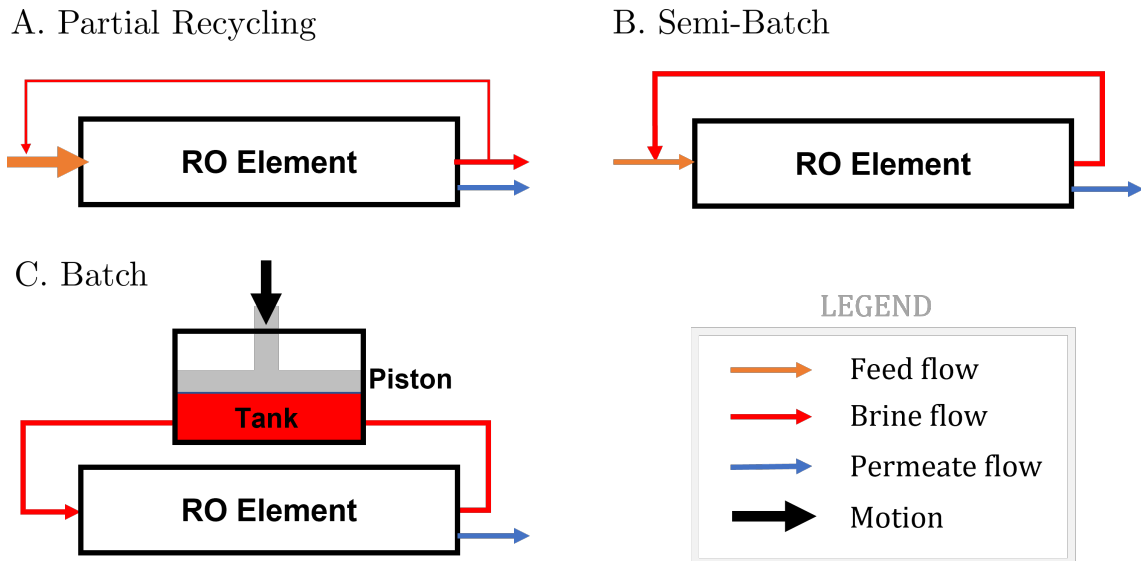 A. Partial Recycling
B. Semi-Batch
RO Element
RO Element
C. Batch
Piston
Tank
RO Element
LEGEND
Feed flow
Brine flow
Permeate flow
Motion